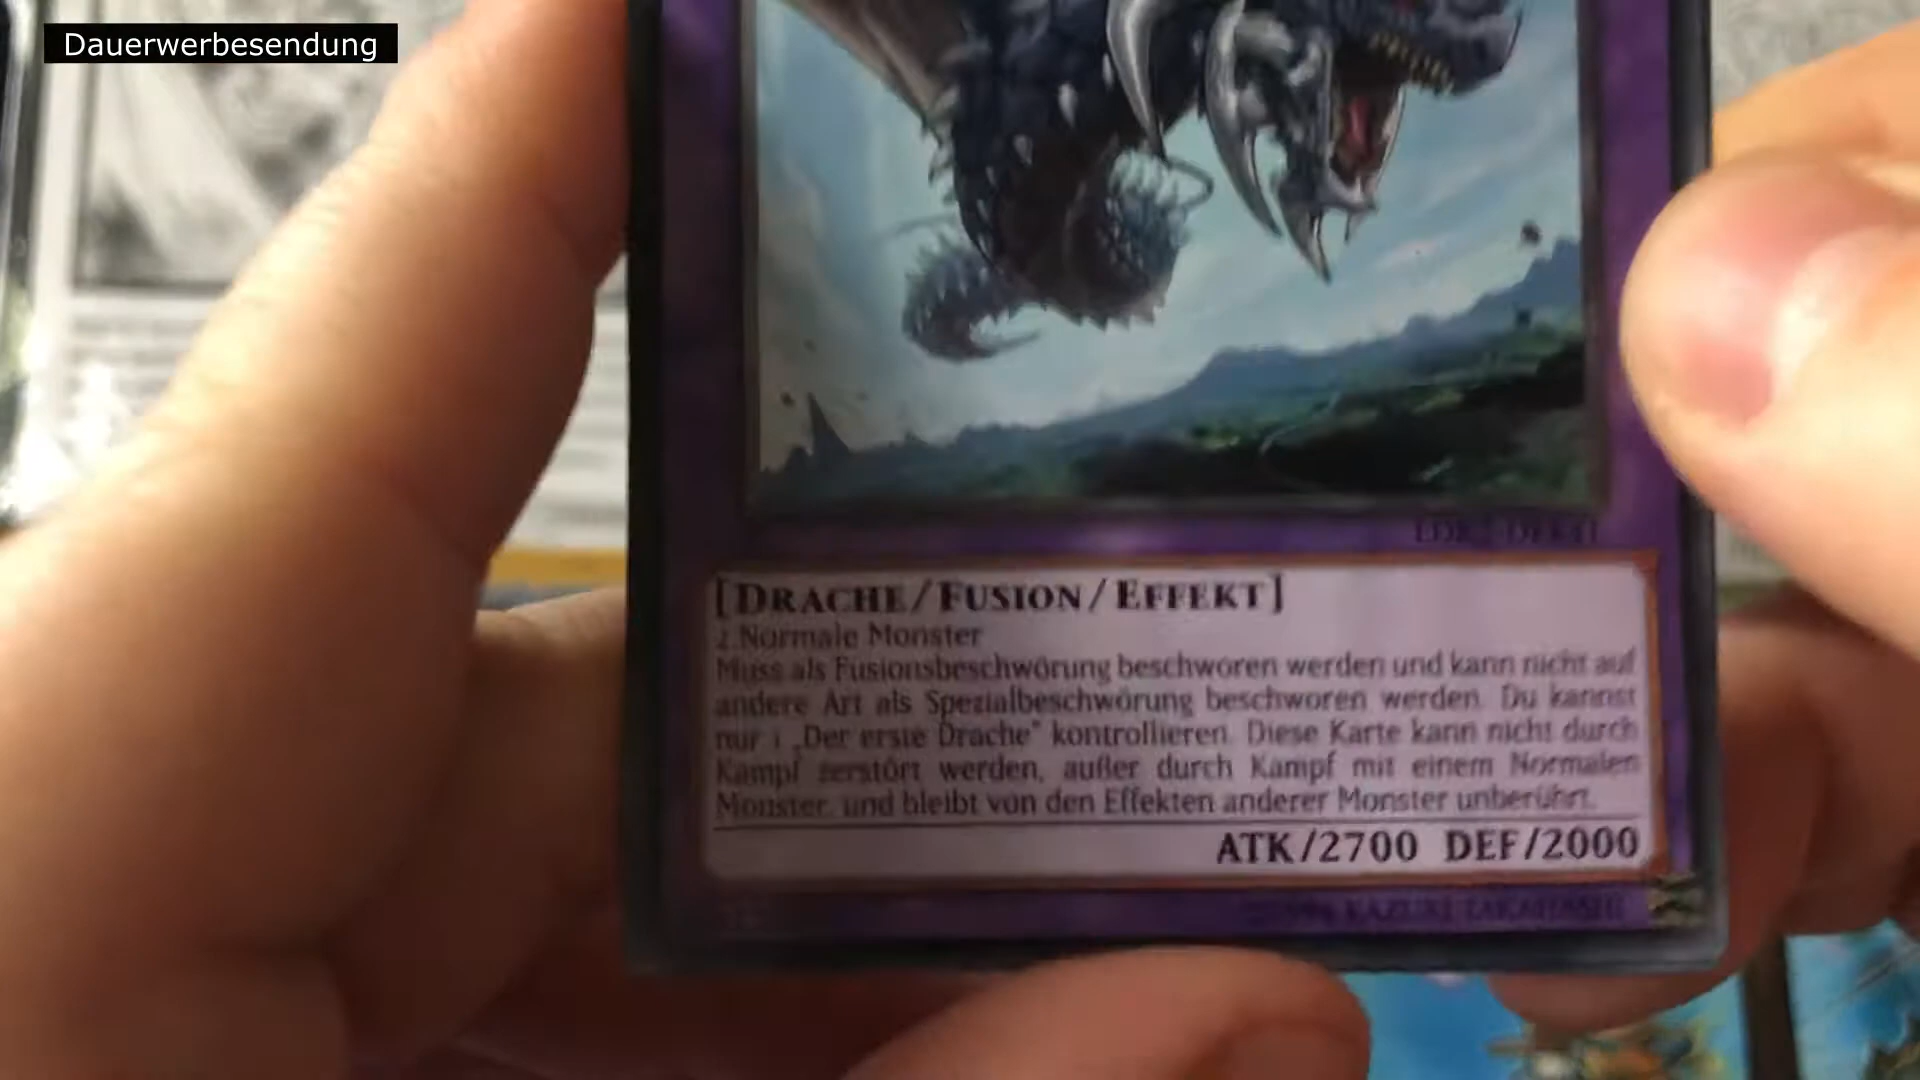 Dauerwerbesendung
[DRACHE/FUSION/EFFEKT]
2 Normale Monster
Muss als Fusionsbeschwörung beschworen werden und kann nicht auf
andere Art als Spezialbeschwörung beschworen werden. Du kannst
nur 1 „Der erste Drache“ kontrollieren. Diese Karte kann nicht durch
Kampf zerstört werden, außer durch Kampf mit einem Normalen
Monster, und bleibt von den Effekten anderer Monster unberührt.
ATK/2700 DEF/2000
KAZUKI TAKAHASHI